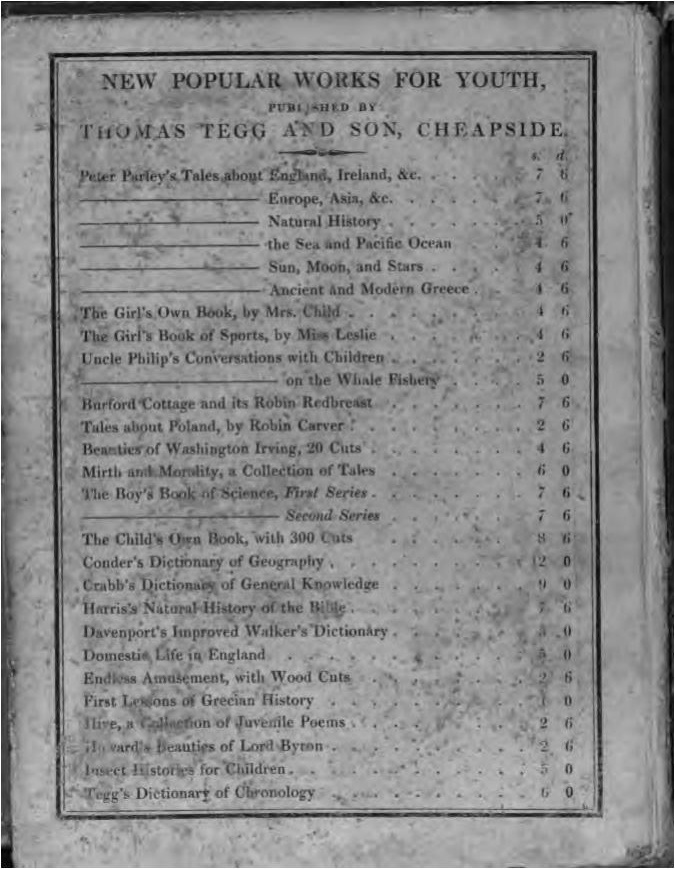 NEW POPULAR WORKS FOR YOUTH,
PUBLISHED BY
THOMAS TEGG AND SON, CHEAPSIDE.
s. d.
Peter Parley's Tales about England, Ireland, &c. . . . . . 7 6
——— Europe, Asia, &c. . . . . . . 7 6
——— Natural History . . . . . . 5 0
——— the Sea and Pacific Ocean . . 4 6
——— Sun, Moon, and Stars . . . . . 4 6
——— Ancient and Modern Greece . . 4 6
The Girl's Own Book, by Mrs. Child . . . . . . . . 4 6
The Girl's Book of Sports, by Miss Leslie . . . . . . . 4 6
Uncle Philip's Conversations with Children . . . . . . . 2 6
——— on the Whale Fishery . . . . 5 0
Burford Cottage and its Robin Redbreast . . . . . . . 7 6
Tales about Poland, by Robin Carver . . . . . . . . 2 6
Beauties of Washington Irving, 20 Cuts . . . . . . . 4 6
Mirth and Morality, a Collection of Tales . . . . . . . 6 0
The Boy's Book of Science, First Series . . . . . . . . 7 6
——— Second Series . . . . . . . 7 6
The Child's Own Book, with 300 Cuts . . . . . . . 8 6
Conder's Dictionary of Geography . . . . . . . . . 12 0
Crabb's Dictionary of General Knowledge . . . . . . . 9 0
Harris's Natural History of the Bible . . . . . . . . 7 6
Davenport's Improved Walker's Dictionary . . . . . . . 0
Domestic Life in England . . . . . . . . . . . 5 0
Endless Amusement, with Wood Cuts . . . . . . . . 2 6
First Lessons of Grecian History . . . . . . . . . 0
Hive, a Collection of Juvenile Poems . . . . . . . . 2 6
Howard's Beauties of Lord Byron . . . . . . . . . 2 6
Insect Histories for Children . . . . . . . . . . 5 0
Tegg's Dictionary of Chronology . . . . . . . . . 6 0